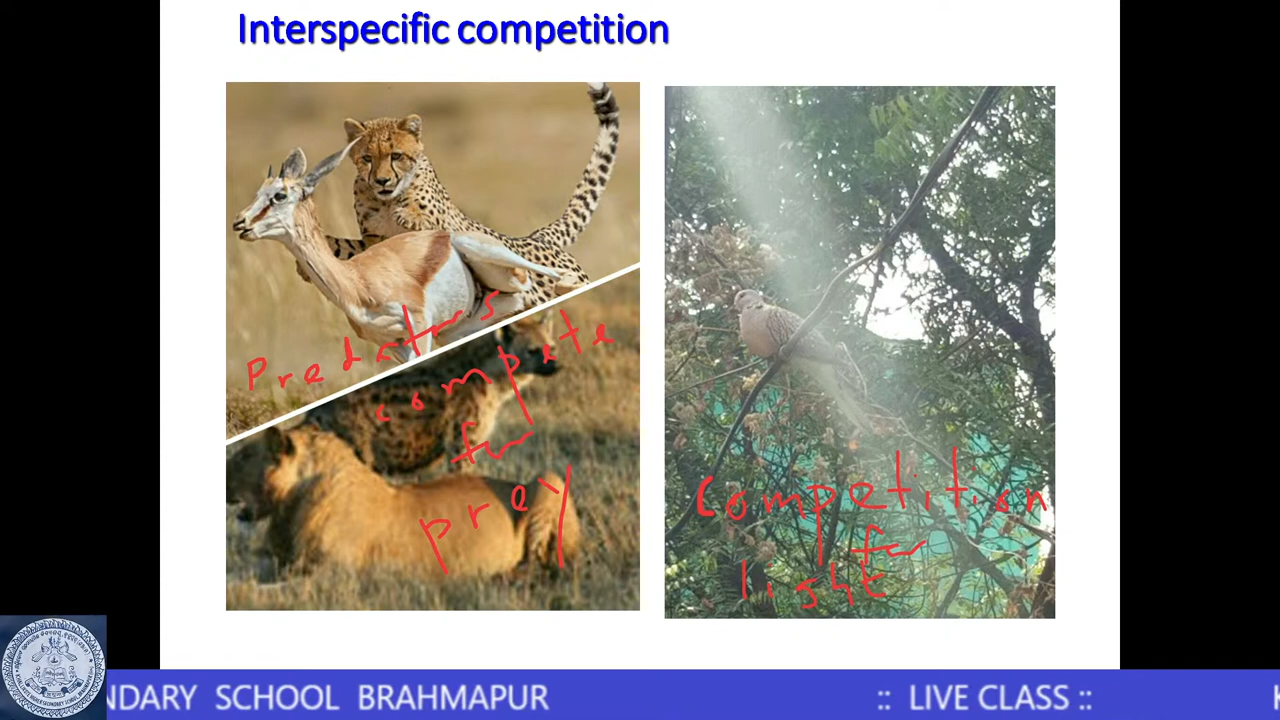 Interspecific competition
Predators
compete
for
prey
Competition
for
light
NDARY SCHOOL BRAHMAPUR
:: LIVE CLASS ::
K